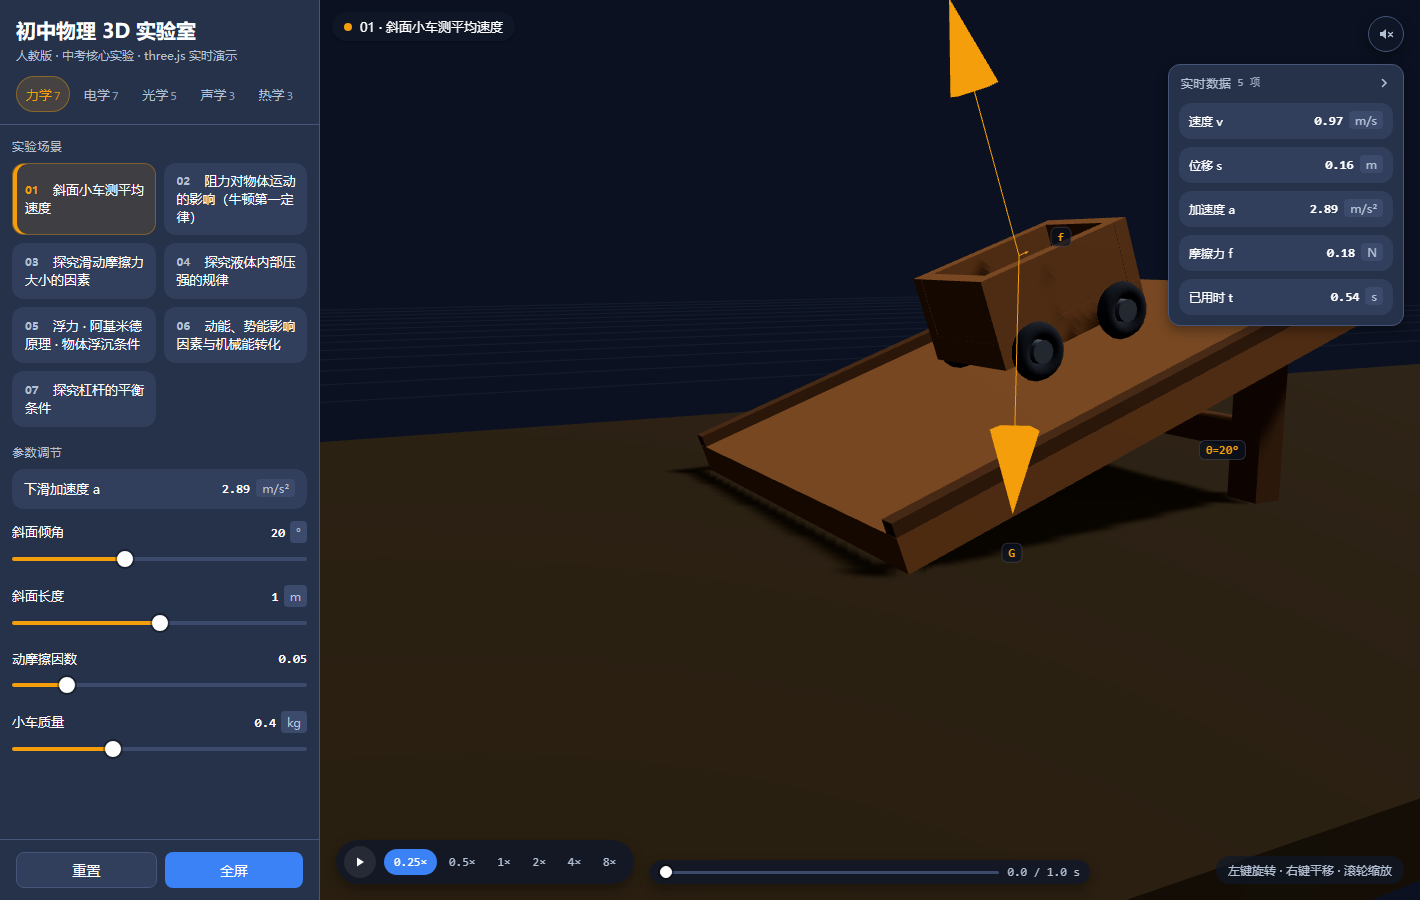 初中物理 3D 实验室
人教版 · 中考核心实验 · three.js 实时演示
力学 7 电学 7 光学 5 声学 3 热学 3
实验场景
01 斜面小车测平均
速度
02 阻力对物体运动
的影响（牛顿第一定
律）
03 探究滑动摩擦力
大小的因素
04 探究液体内部压
强的规律
05 浮力 · 阿基米德
原理 · 物体浮沉条件
06 动能、势能影响
因素与机械能转化
07 探究杠杆的平衡
条件
参数调节
下滑加速度 a 2.89 m/s²
斜面倾角 20 °
斜面长度 1 m
动摩擦因数 0.05
小车质量 0.4 kg
重置 全屏
01 · 斜面小车测平均速度
f
θ=20°
G
实时数据 5 项
速度 v 0.97 m/s
位移 s 0.16 m
加速度 a 2.89 m/s²
摩擦力 f 0.18 N
已用时 t 0.54 s
0.25× 0.5× 1× 2× 4× 8×
0.0 / 1.0 s
左键旋转 · 右键平移 · 滚轮缩放